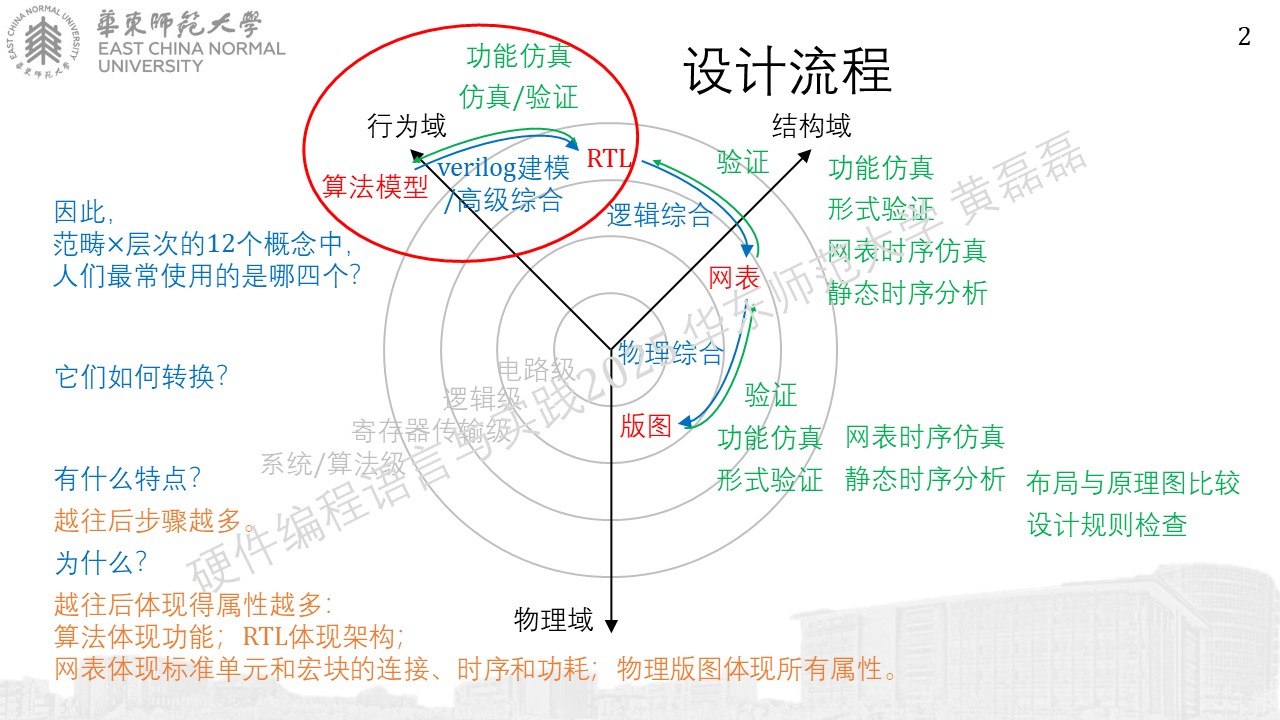 EAST CHINA NORMAL UNIVERSITY
華東師范大學
華東師范大學
EAST CHINA NORMAL
UNIVERSITY
2
设计流程
功能仿真
仿真/验证
行为域
结构域
算法模型
verilog建模
/高级综合
RTL
验证
逻辑综合
功能仿真
形式验证
网表时序仿真
静态时序分析
网表
因此，
范畴×层次的12个概念中，
人们最常使用的是哪四个？
它们如何转换？
物理综合
电路级
逻辑级
寄存器传输级
系统/算法级
版图
验证
功能仿真
形式验证
网表时序仿真
静态时序分析
布局与原理图比较
设计规则检查
有什么特点？
越往后步骤越多。
为什么？
越往后体现得属性越多：
算法体现功能；RTL体现架构；
网表体现标准单元和宏块的连接、时序和功耗；物理版图体现所有属性。
物理域
硬件编程语言与实践2025 华东师范大学 黄磊磊